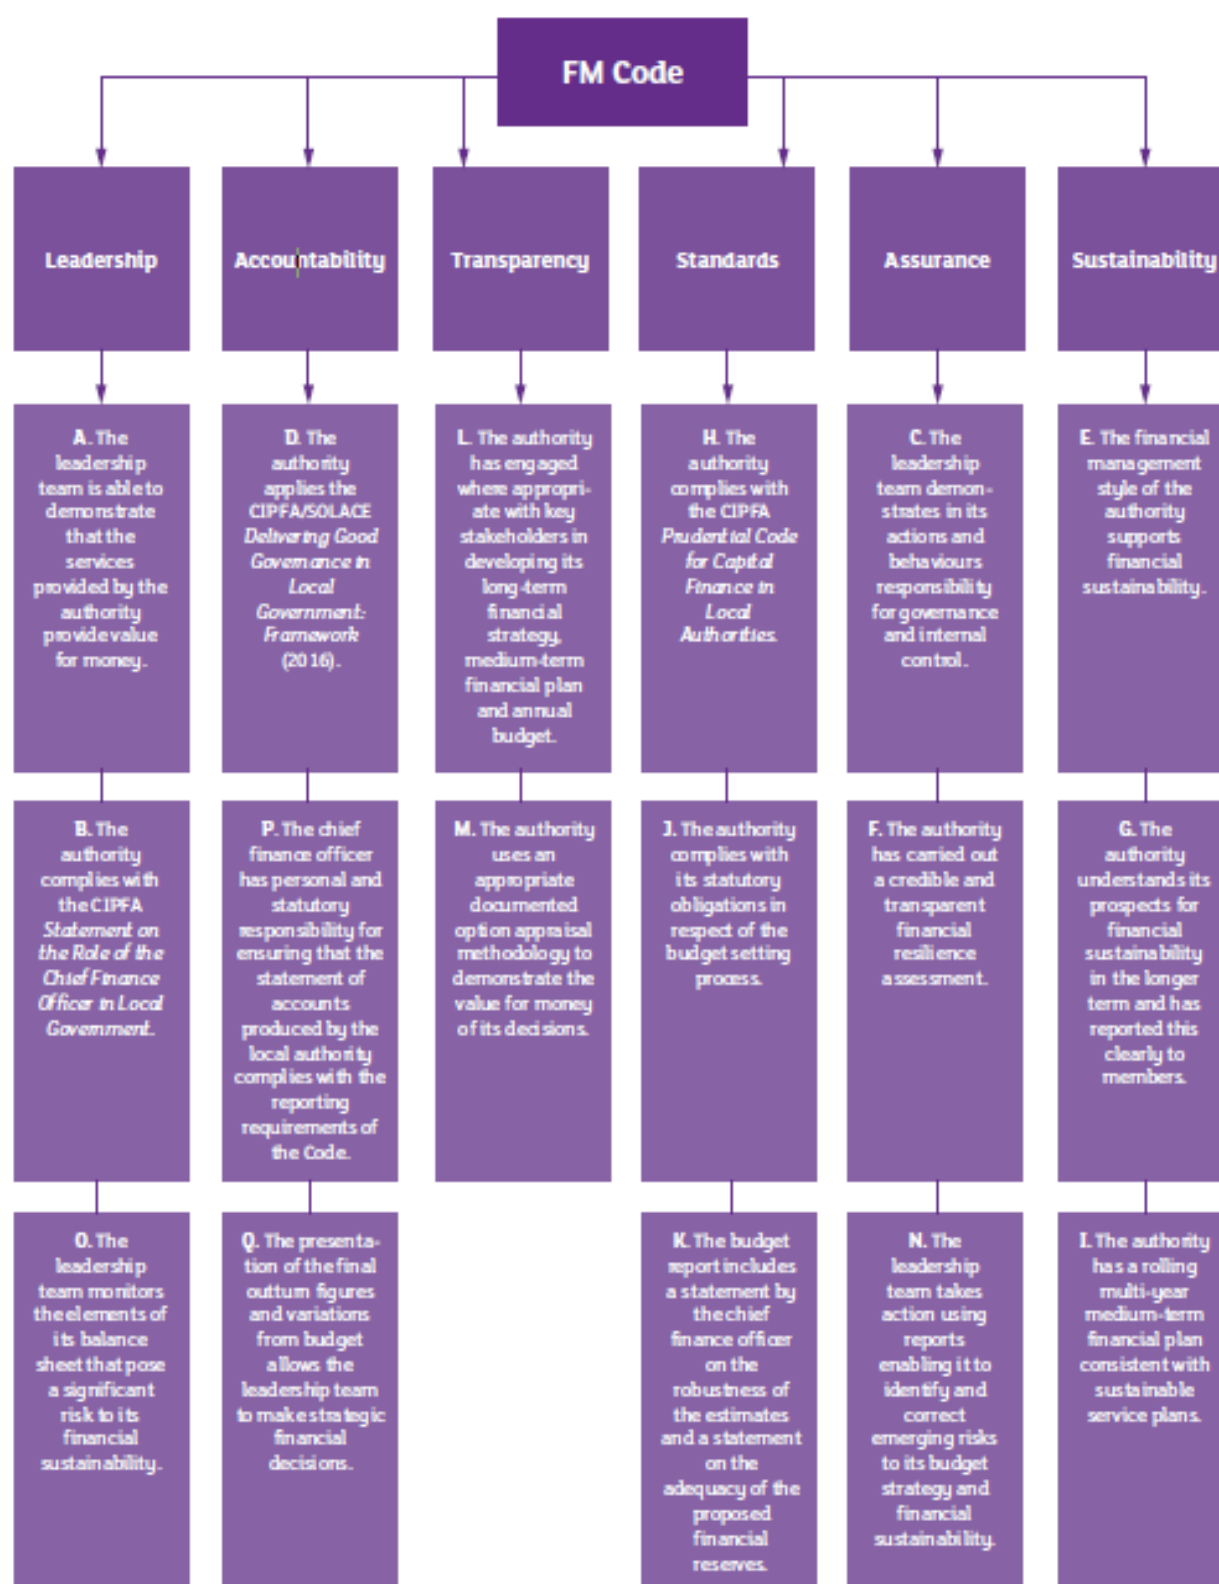 FM Code
Leadership
Accountability
Transparency
Standards
Assurance
Sustainability
A. The
leadership
team is able to
demonstrate
that the
services
provided by the
authority
provide value
for money.
D. The
authority
applies the
CIPFA/SOLACE
Delivering Good
Governance in
Local
Government:
Framework
(2016).
L. The authority
has engaged
where appropri-
ate with key
stakeholders in
developing its
long-term
financial
strategy,
medium-term
financial plan
and annual
budget.
H. The
authority
complies with
the CIPFA
Prudential Code
for Capital
Finance in
Local
Authorities.
C. The
leadership
team demon-
strates in its
actions and
behaviours
responsibility
for governance
and internal
control.
E. The financial
management
style of the
authority
supports
financial
sustainability.
B. The
authority
complies with
the CIPFA
Statement on
the Role of the
Chief Finance
Officer in Local
Government.
P. The chief
finance officer
has personal and
statutory
responsibility for
ensuring that the
statement of
accounts
produced by the
local authority
complies with the
reporting
requirements of
the Code.
M. The authority
uses an
appropriate
documented
option appraisal
methodology to
demonstrate the
value for money
of its decisions.
J. The authority
complies with
its statutory
obligations in
respect of the
budget setting
process.
F. The authority
has carried out
a credible and
transparent
financial
resilience
assessment.
G. The
authority
understands its
prospects for
financial
sustainability
in the longer
term and has
reported this
clearly to
members.
O. The
leadership
team monitors
the elements of
its balance
sheet that pose
a significant
risk to its
financial
sustainability.
Q. The presenta-
tion of the final
outturn figures
and variations
from budget
allows the
leadership team
to make strategic
financial
decisions.
K. The budget
report includes
a statement by
the chief
finance officer
on the
robustness of
the estimates
and a statement
on the
adequacy of the
proposed
financial
reserves.
N. The
leadership
team takes
action using
reports
enabling it to
identify and
correct
emerging risks
to its budget
strategy and
financial
sustainability.
I. The authority
has a rolling
multi-year
medium-term
financial plan
consistent with
sustainable
service plans.